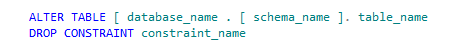 ALTER TABLE [ database_name . [ schema_name ]. table_name
DROP CONSTRAINT constraint_name